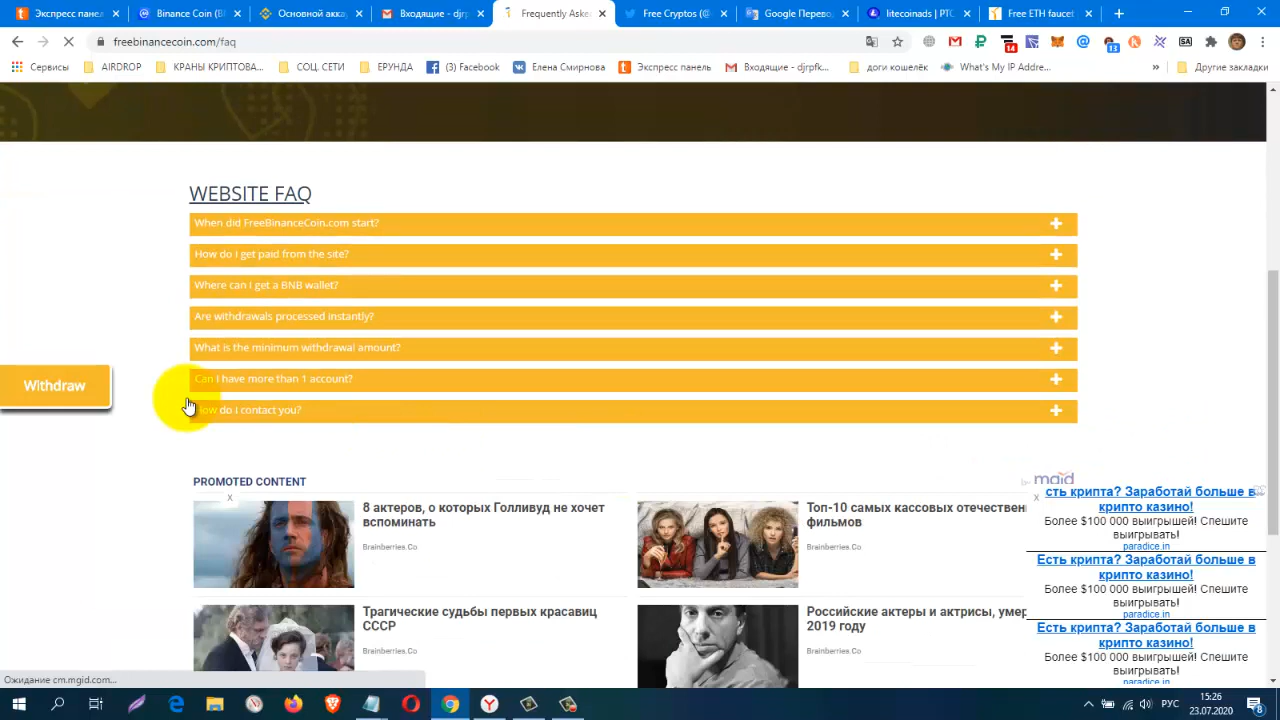 Binance Coin (B
Основной акка
Входящие - djrp
Frequently Aske
Free Cryptos (@
Google Перево
litecoinads | PTC
Free ETH faucet
freebinancecoin.com/faq
14
13
SA
Сервисы
AIRDROP
КРАНЫ КРИПТОВА...
СОЦ. СЕТИ
ЕРУНДА
(3) Facebook
Елена Смирнова
Экспресс панель
Входящие - djrpfk...
доги кошелёк
What's My IP Addre...
»
Другие закладки
WEBSITE FAQ
When did FreeBinanceCoin.com start?
How do I get paid from the site?
Where can I get a BNB wallet?
Are withdrawals processed instantly?
What is the minimum withdrawal amount?
Can I have more than 1 account?
How do I contact you?
Withdraw
PROMOTED CONTENT
by
mgid
X
8 актеров, о которых Голливуд не хочет
вспоминать
Brainberries.Co
Топ-10 самых кассовых отечествен
фильмов
Brainberries.Co
Трагические судьбы первых красавиц
СССР
Brainberries.Co
Российские актеры и актрисы, умер
2019 году
Brainberries.Co
X
сть крипта? Заработай больше в
крипто казино!
Более $100 000 выигрышей! Спешите
выигрывать!
paradice.in
Есть крипта? Заработай больше в
крипто казино!
Более $100 000 выигрышей! Спешите
выигрывать!
paradice.in
Есть крипта? Заработай больше в
крипто казино!
Более $100 000 выигрышей! Спешите
выигрывать!
paradice.in
Ожидание cm.mgid.com...
РУС
15:26
23.07.2020
8